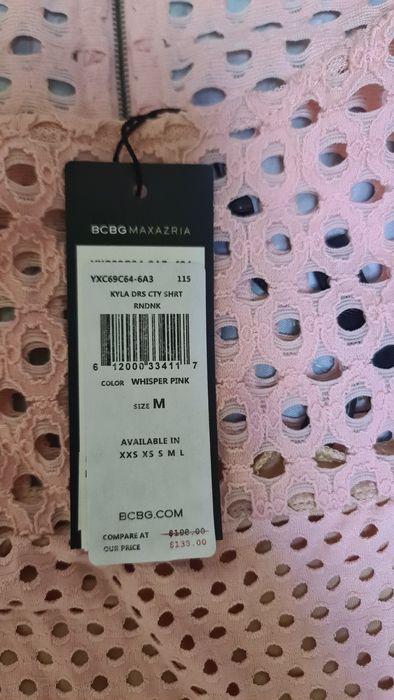 BCBGMAXAZRIA
YXC69C64-6A3 115
KYLA DRS CTY SHRT
RNDNK
6 12000 33411 7
COLOR WHISPER PINK
SIZE M
AVAILABLE IN
XXS XS S M L
BCBG.COM
COMPARE AT $198.00
OUR PRICE $135.00